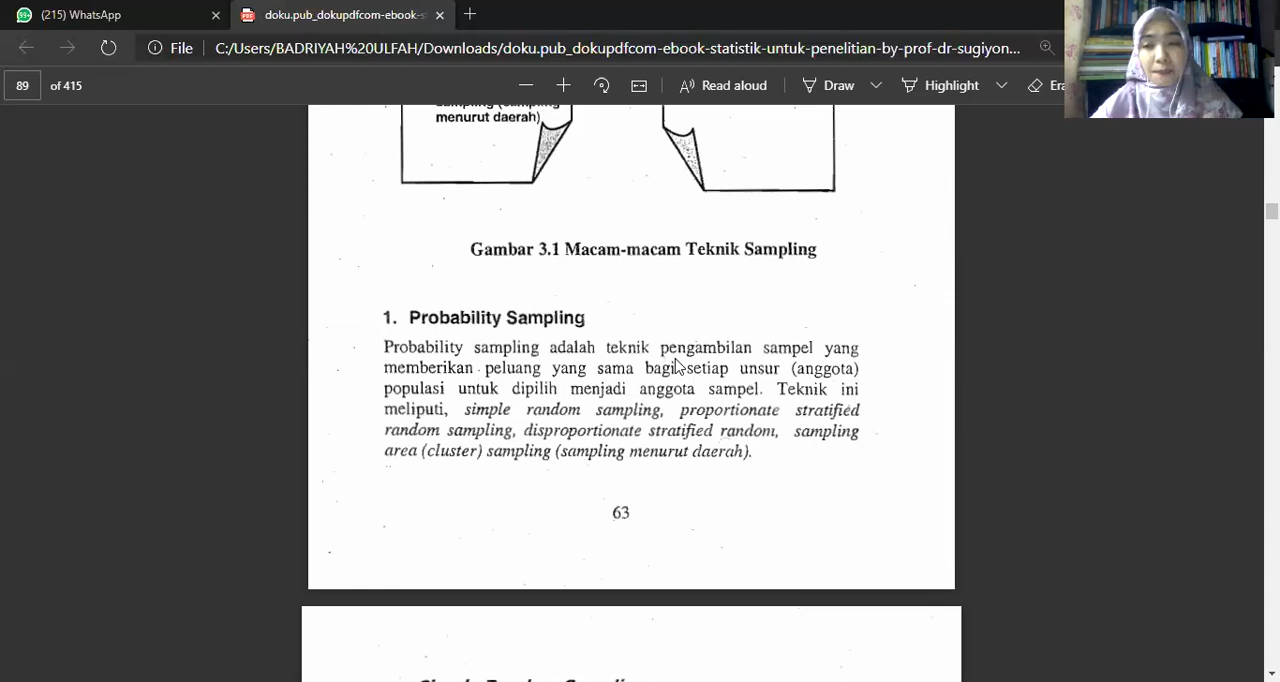 99+
(215) WhatsApp
PDF
doku.pub_dokupdfcom-ebook-s
File
C:/Users/BADRIYAH%20ULFAH/Downloads/doku.pub_dokupdfcom-ebook-statistik-untuk-penelitian-by-prof-dr-sugiyon...
89 of 415
Read aloud
Draw
Highlight
Era
menurut daerah)
Gambar 3.1 Macam-macam Teknik Sampling
1. Probability Sampling
Probability sampling adalah teknik pengambilan sampel yang
memberikan peluang yang sama bagi setiap unsur (anggota)
populasi untuk dipilih menjadi anggota sampel. Teknik ini
meliputi, simple random sampling, proportionate stratified
random sampling, disproportionate stratified random, sampling
area (cluster) sampling (sampling menurut daerah).
63